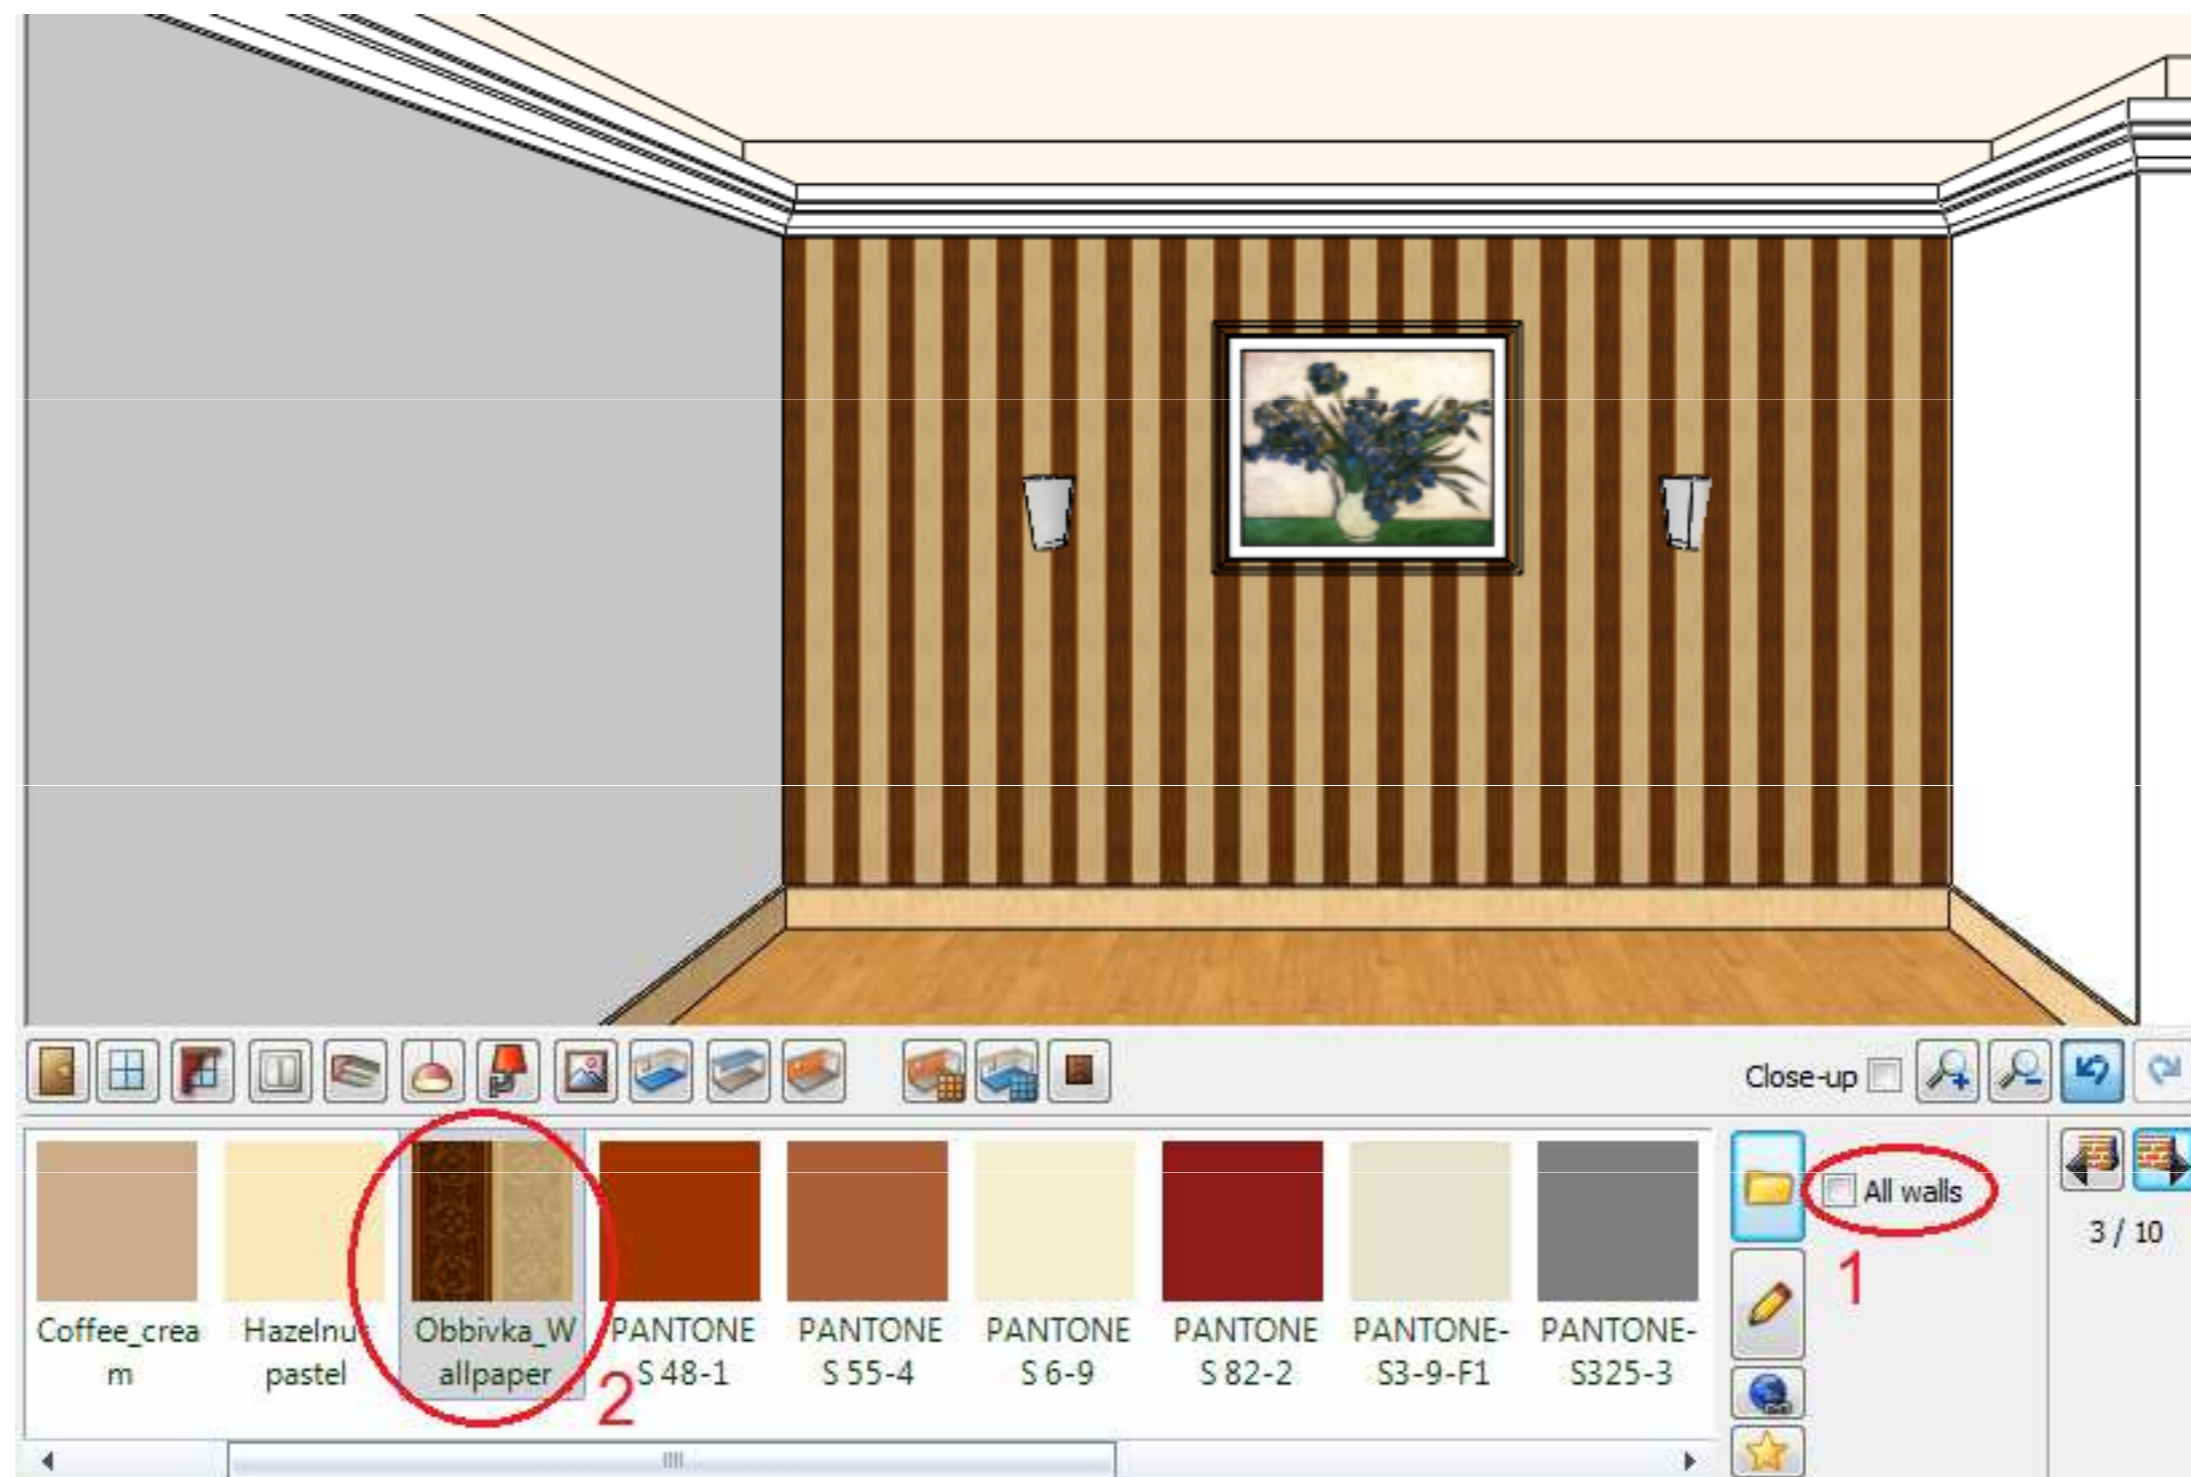 Close-up
All walls
3 / 10
1
Coffee_crea
m
Hazelnut
pastel
Obbivka_W
allpaper
2
PANTONE
S 48-1
PANTONE
S 55-4
PANTONE
S 6-9
PANTONE
S 82-2
PANTONE-
S3-9-F1
PANTONE-
S325-3